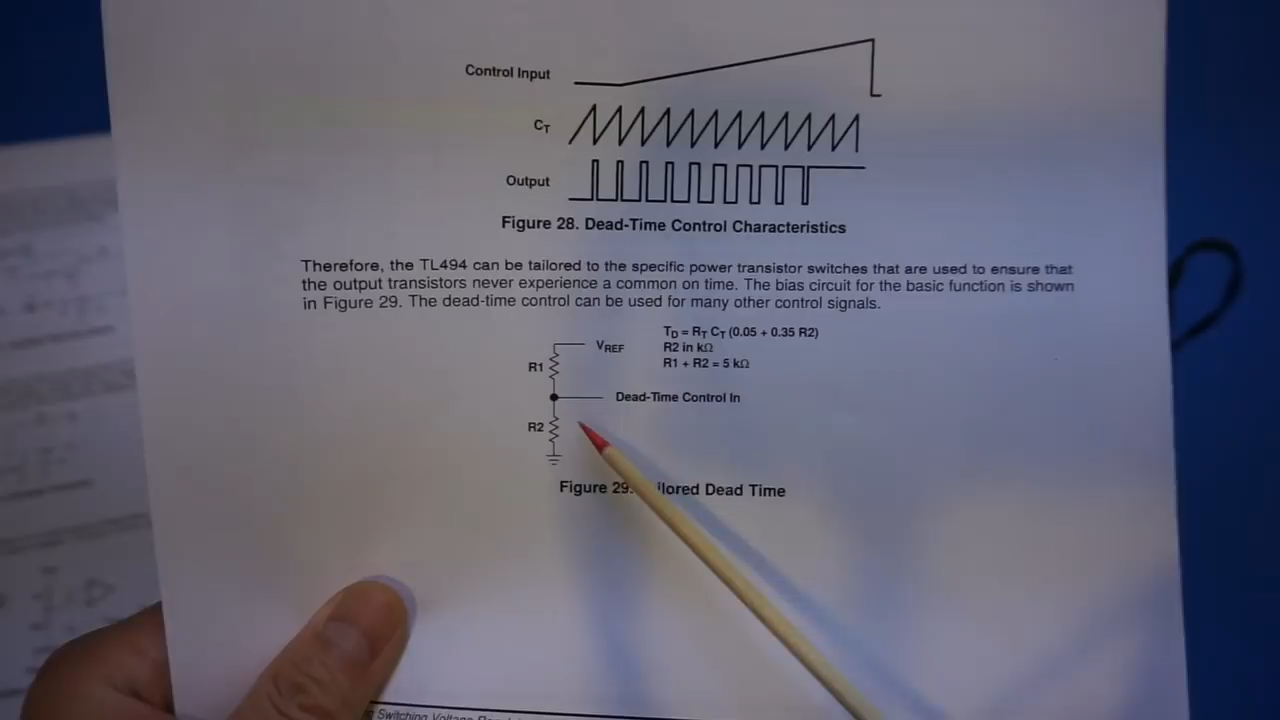 Control Input
CT
Output
Figure 28. Dead-Time Control Characteristics
Therefore, the TL494 can be tailored to the specific power transistor switches that are used to ensure that
the output transistors never experience a common on time. The bias circuit for the basic function is shown
in Figure 29. The dead-time control can be used for many other control signals.
TD = RT CT (0.05 + 0.35 R2)
VREF
R2 in kΩ
R1
R1 + R2 = 5 kΩ
Dead-Time Control In
R2
Figure 29. ilored Dead Time
Switching Voltage